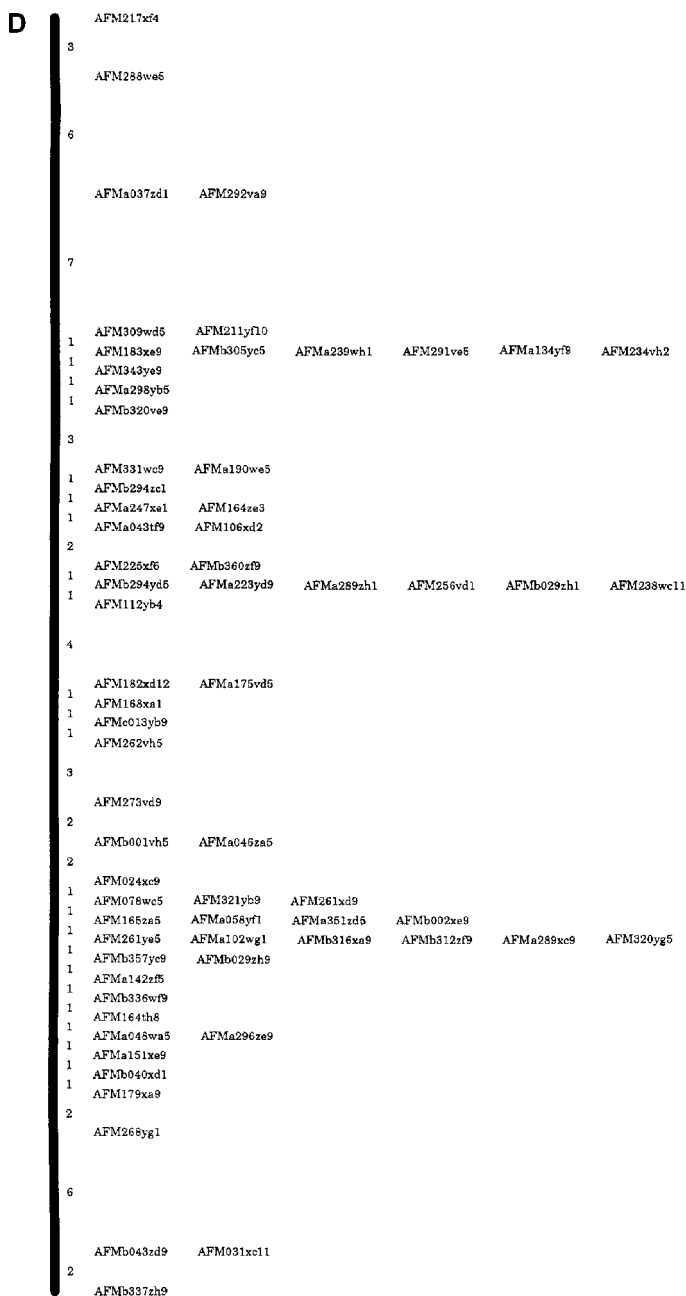 D
AFM217xf4
3
AFM288we5
6
AFMa037zd1 AFM292va9
7
AFM309wd5 AFM211yf10
1
AFM183xe9 AFMb305yc5 AFMa239wh1 AFM291ve5 AFMa134yf9 AFM234vh2
1
AFM343ye9
1
AFMa298yb5
1
AFMb320ve9
3
AFM331wc9 AFMa190we5
1
AFMb294zc1
1
AFMa247xe1 AFM164ze3
1
AFMa043tf9 AFM106xd2
2
AFM225xf6 AFMb360zf9
1
AFMb294yd5 AFMa223yd9 AFMa289zh1 AFM256vd1 AFMb029zh1 AFM238wc11
1
AFM112yb4
4
AFM182xd12 AFMa175vd5
1
AFM168xa1
1
AFMc013yb9
1
AFM262vh5
3
AFM273vd9
2
AFMb001vh5 AFMa046za5
2
AFM024xc9
1
AFM078wc5 AFM321yb9 AFM261xd9
1
AFM165za5 AFMa058yf1 AFMa351zd5 AFMb002xe9
1
AFM261ye5 AFMa102wg1 AFMb316xa9 AFMb312zf9 AFMa289xc9 AFM320yg5
1
AFMb357yc9 AFMb029zh9
1
AFMa142zf5
1
AFMb336wf9
1
AFM164th8
1
AFMa048wa5 AFMa296ze9
1
AFMa151xe9
1
AFMb040xd1
1
AFM179xa9
2
AFM268yg1
6
AFMb043zd9 AFM031xc11
2
AFMb337zh9